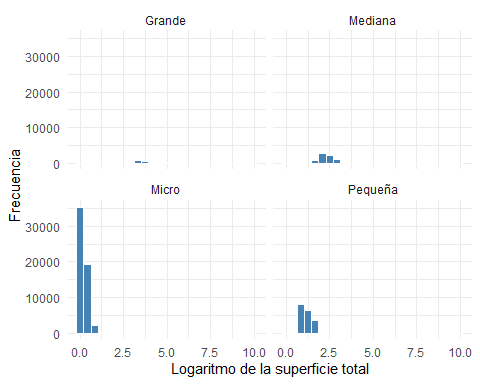 Grande
Mediana
30000
20000
10000
0
Micro
Pequeña
30000
20000
10000
0
0.0 2.5 5.0 7.5 10.0 0.0 2.5 5.0 7.5 10.0
Logaritmo de la superficie total
Frecuencia